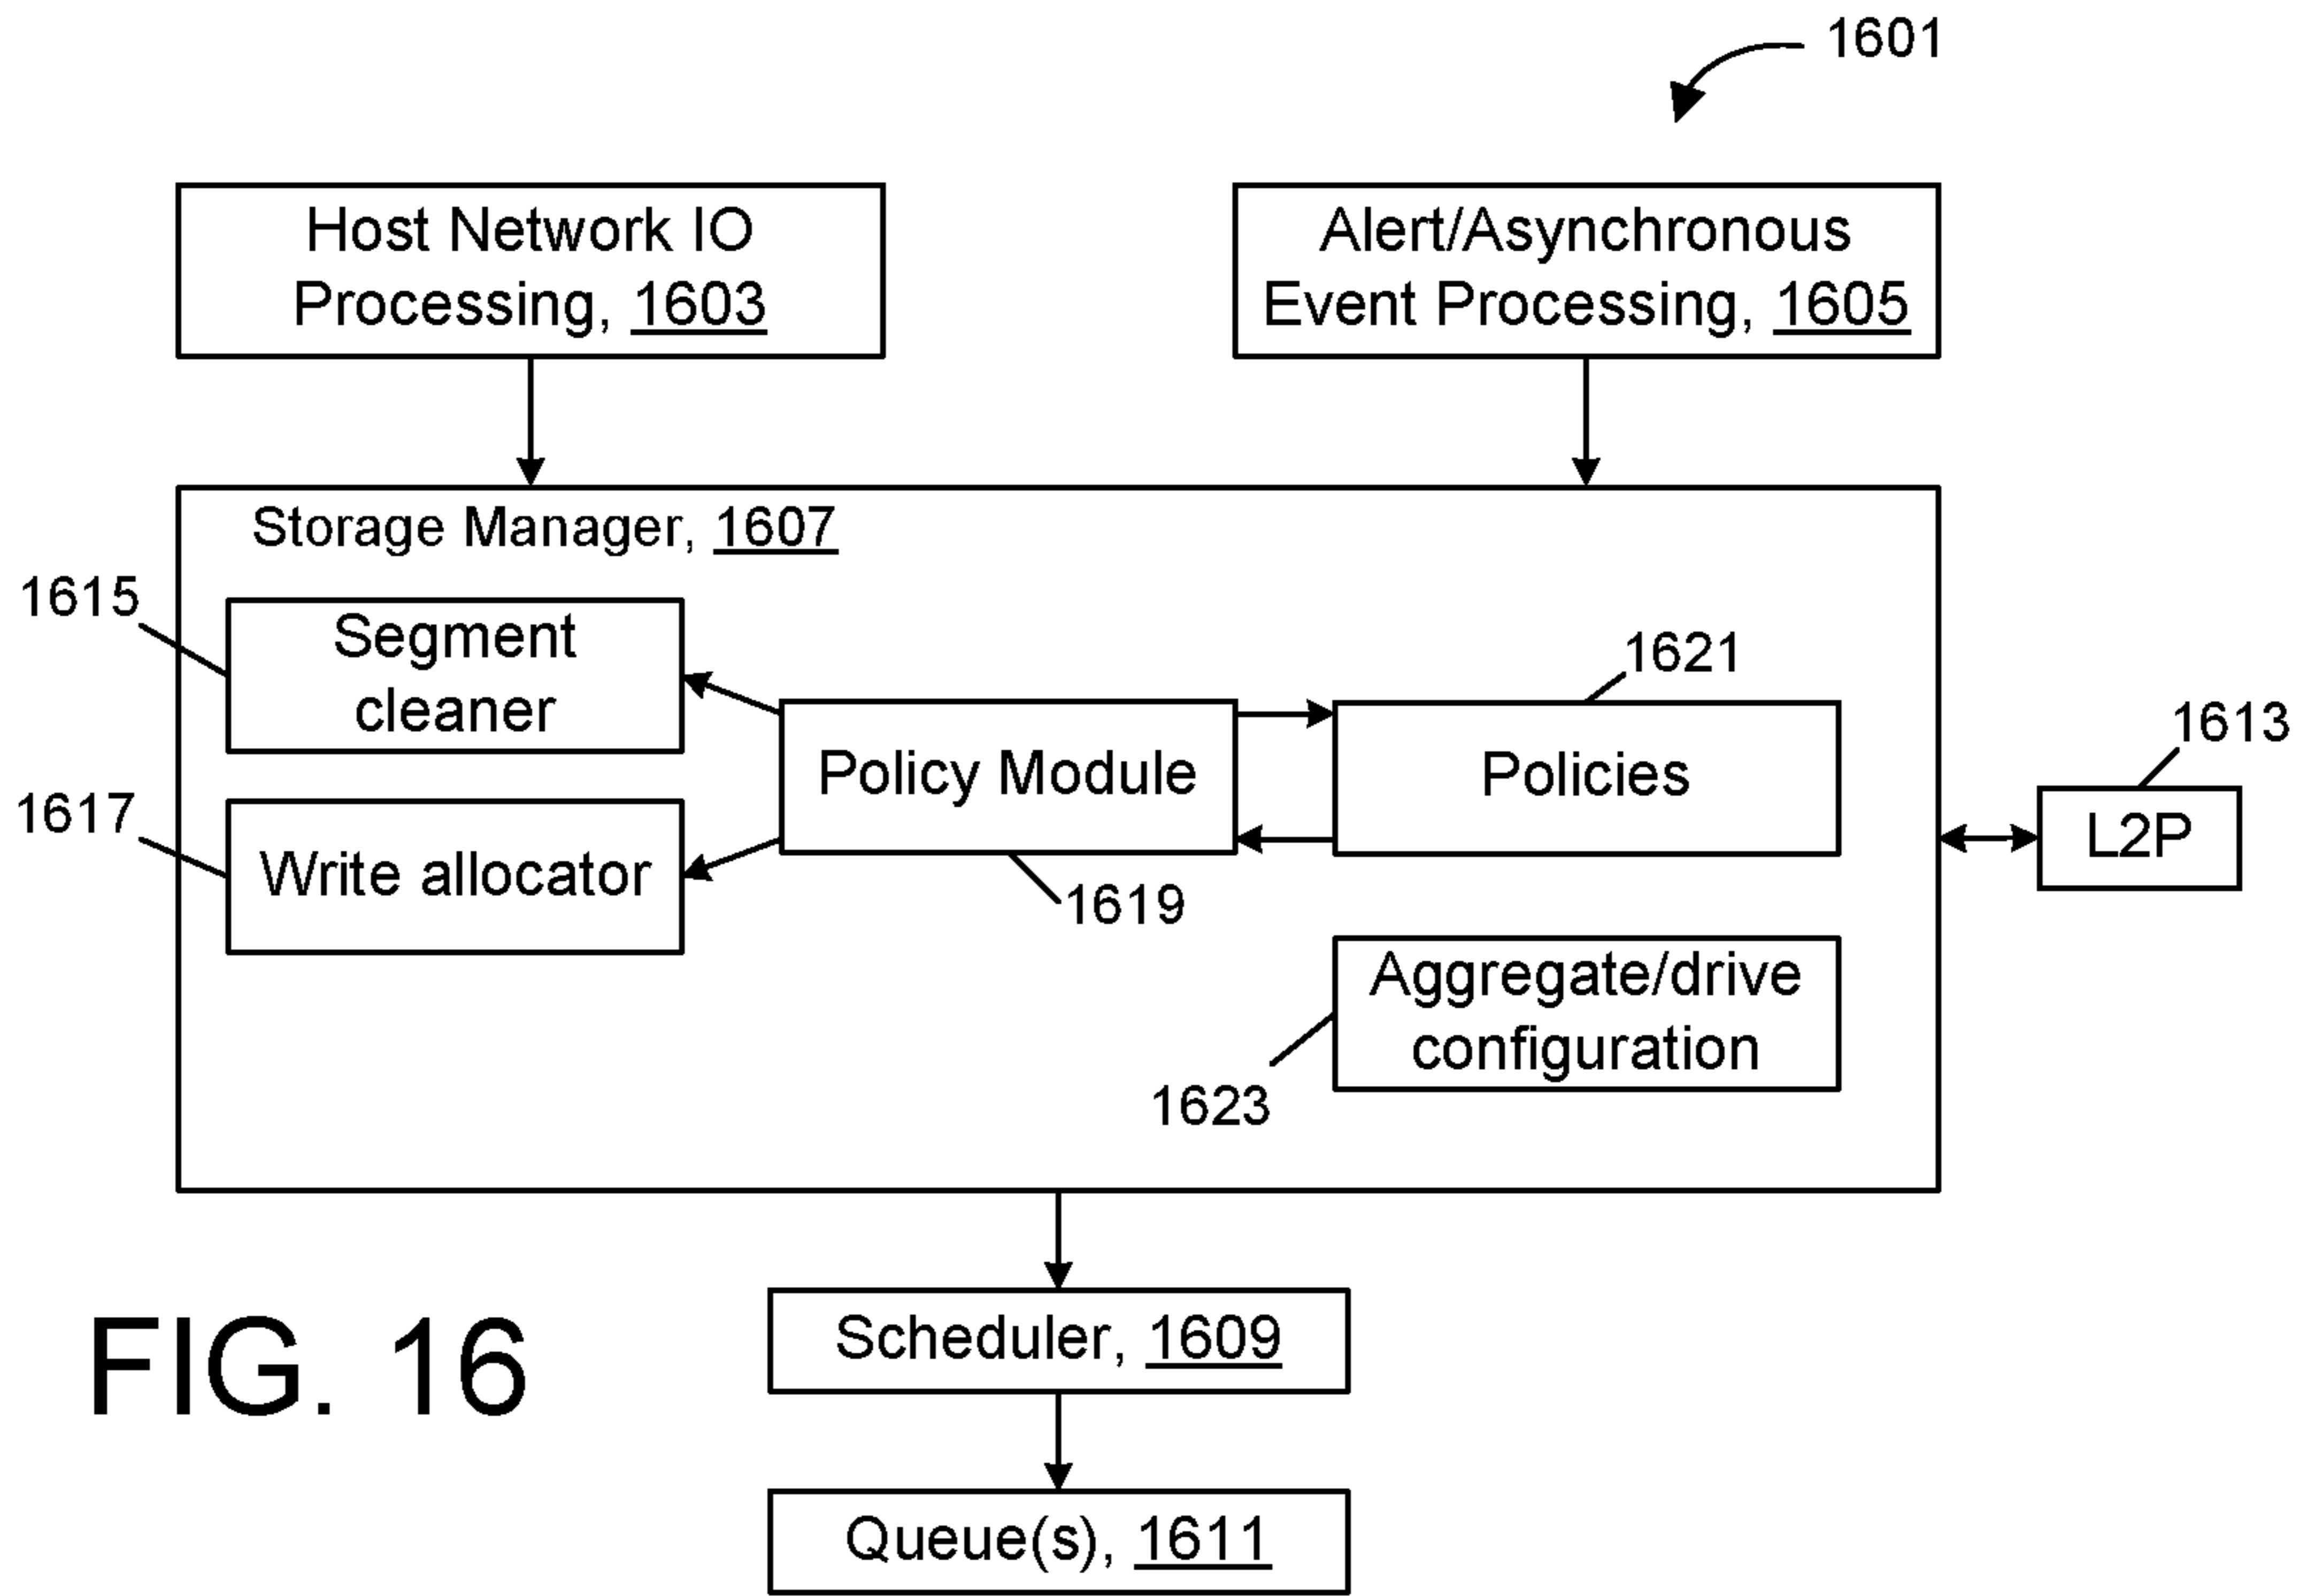 1601
Host Network IO
Processing, 1603
Alert/Asynchronous
Event Processing, 1605
Storage Manager, 1607
1615
Segment
cleaner
1617
Write allocator
Policy Module
1619
1621
Policies
1613
L2P
Aggregate/drive
configuration
1623
Scheduler, 1609
Queue(s), 1611
FIG. 16